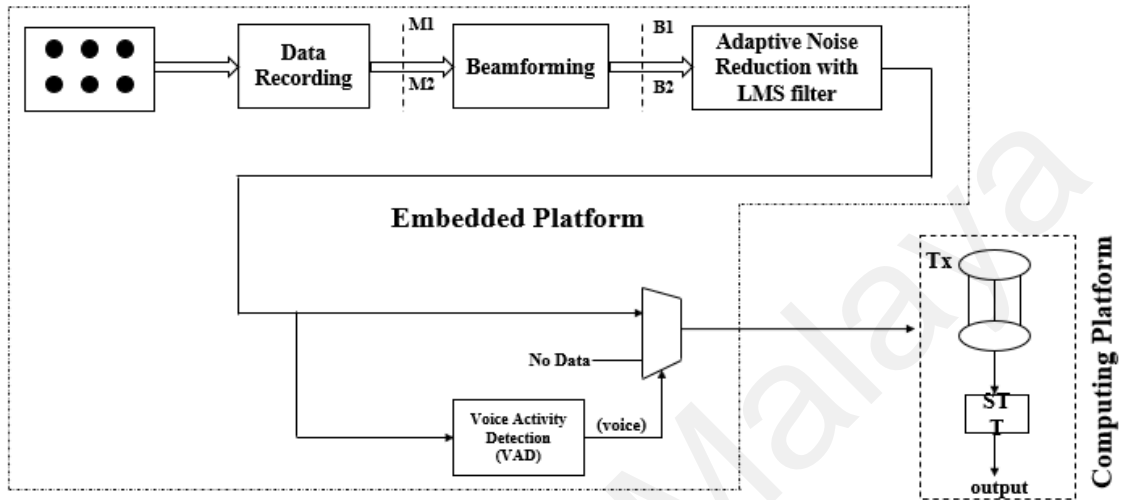 Data
Recording
M1
M2
Beamforming
B1
B2
Adaptive Noise
Reduction with
LMS filter
Embedded Platform
No Data
Voice Activity
Detection
(VAD)
(voice)
Tx
ST
T
output
Computing Platform
Malaya